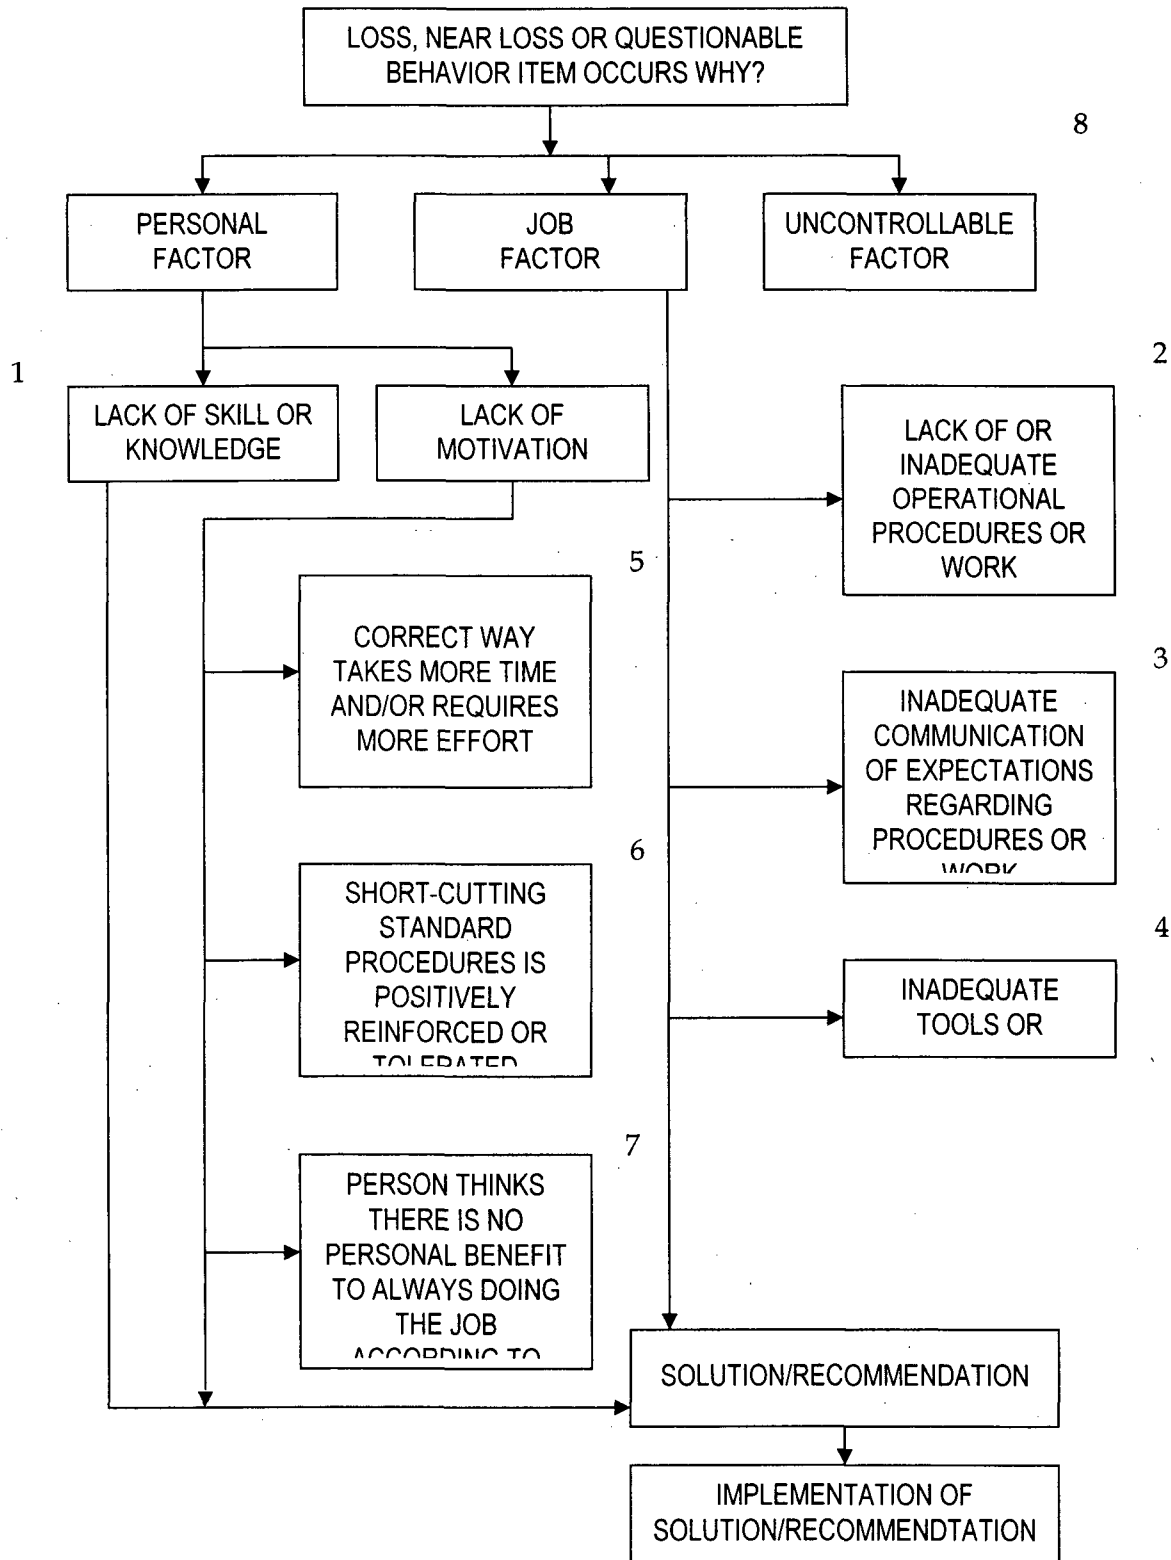 LOSS, NEAR LOSS OR QUESTIONABLE
BEHAVIOR ITEM OCCURS WHY?
8
PERSONAL
FACTOR
JOB
FACTOR
UNCONTROLLABLE
FACTOR
1
LACK OF SKILL OR
KNOWLEDGE
LACK OF
MOTIVATION
2
LACK OF OR
INADEQUATE
OPERATIONAL
PROCEDURES OR
WORK
5
CORRECT WAY
TAKES MORE TIME
AND/OR REQUIRES
MORE EFFORT
3
INADEQUATE
COMMUNICATION
OF EXPECTATIONS
REGARDING
PROCEDURES OR
WORK
6
SHORT-CUTTING
STANDARD
PROCEDURES IS
POSITIVELY
REINFORCED OR
TOLERATED
4
INADEQUATE
TOOLS OR
7
PERSON THINKS
THERE IS NO
PERSONAL BENEFIT
TO ALWAYS DOING
THE JOB
ACCORDING TO
SOLUTION/RECOMMENDATION
IMPLEMENTATION OF
SOLUTION/RECOMMENDTATION